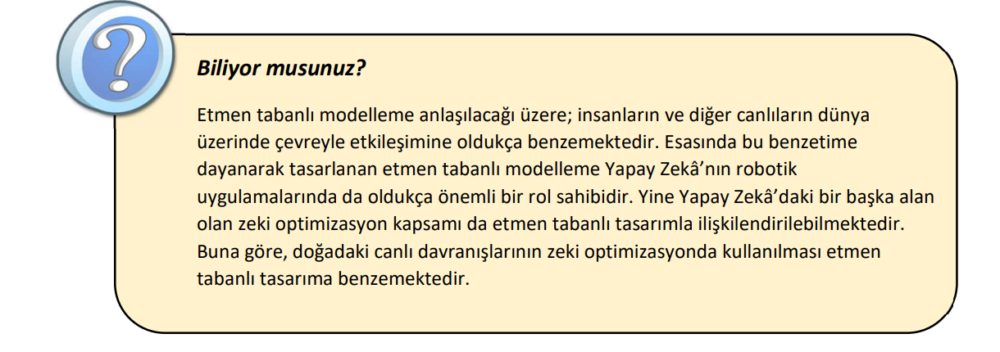 ?
Biliyor musunuz?
Etmen tabanlı modelleme anlaşılacağı üzere; insanların ve diğer canlıların dünya
üzerinde çevreyle etkileşimine oldukça benzemektedir. Esasında bu benzetime
dayanarak tasarlanan etmen tabanlı modelleme Yapay Zekâ’nın robotik
uygulamalarında da oldukça önemli bir rol sahibidir. Yine Yapay Zekâ’daki bir başka alan
olan zeki optimizasyon kapsamı da etmen tabanlı tasarımla ilişkilendirilebilmektedir.
Buna göre, doğadaki canlı davranışlarının zeki optimizasyonda kullanılması etmen
tabanlı tasarıma benzemektedir.